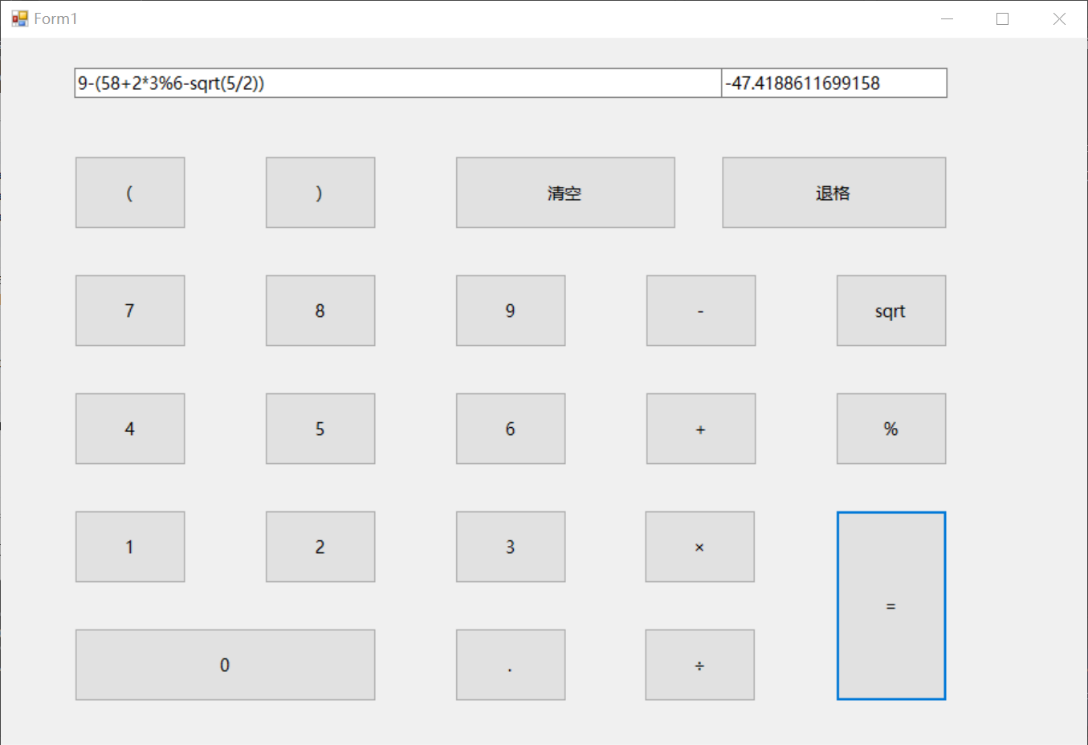 Form1
9-(58+2*3%6-sqrt(5/2)) -47.4188611699158
( ) 清空 退格
7 8 9 - sqrt
4 5 6 + %
1 2 3 ×
=
0 . ÷